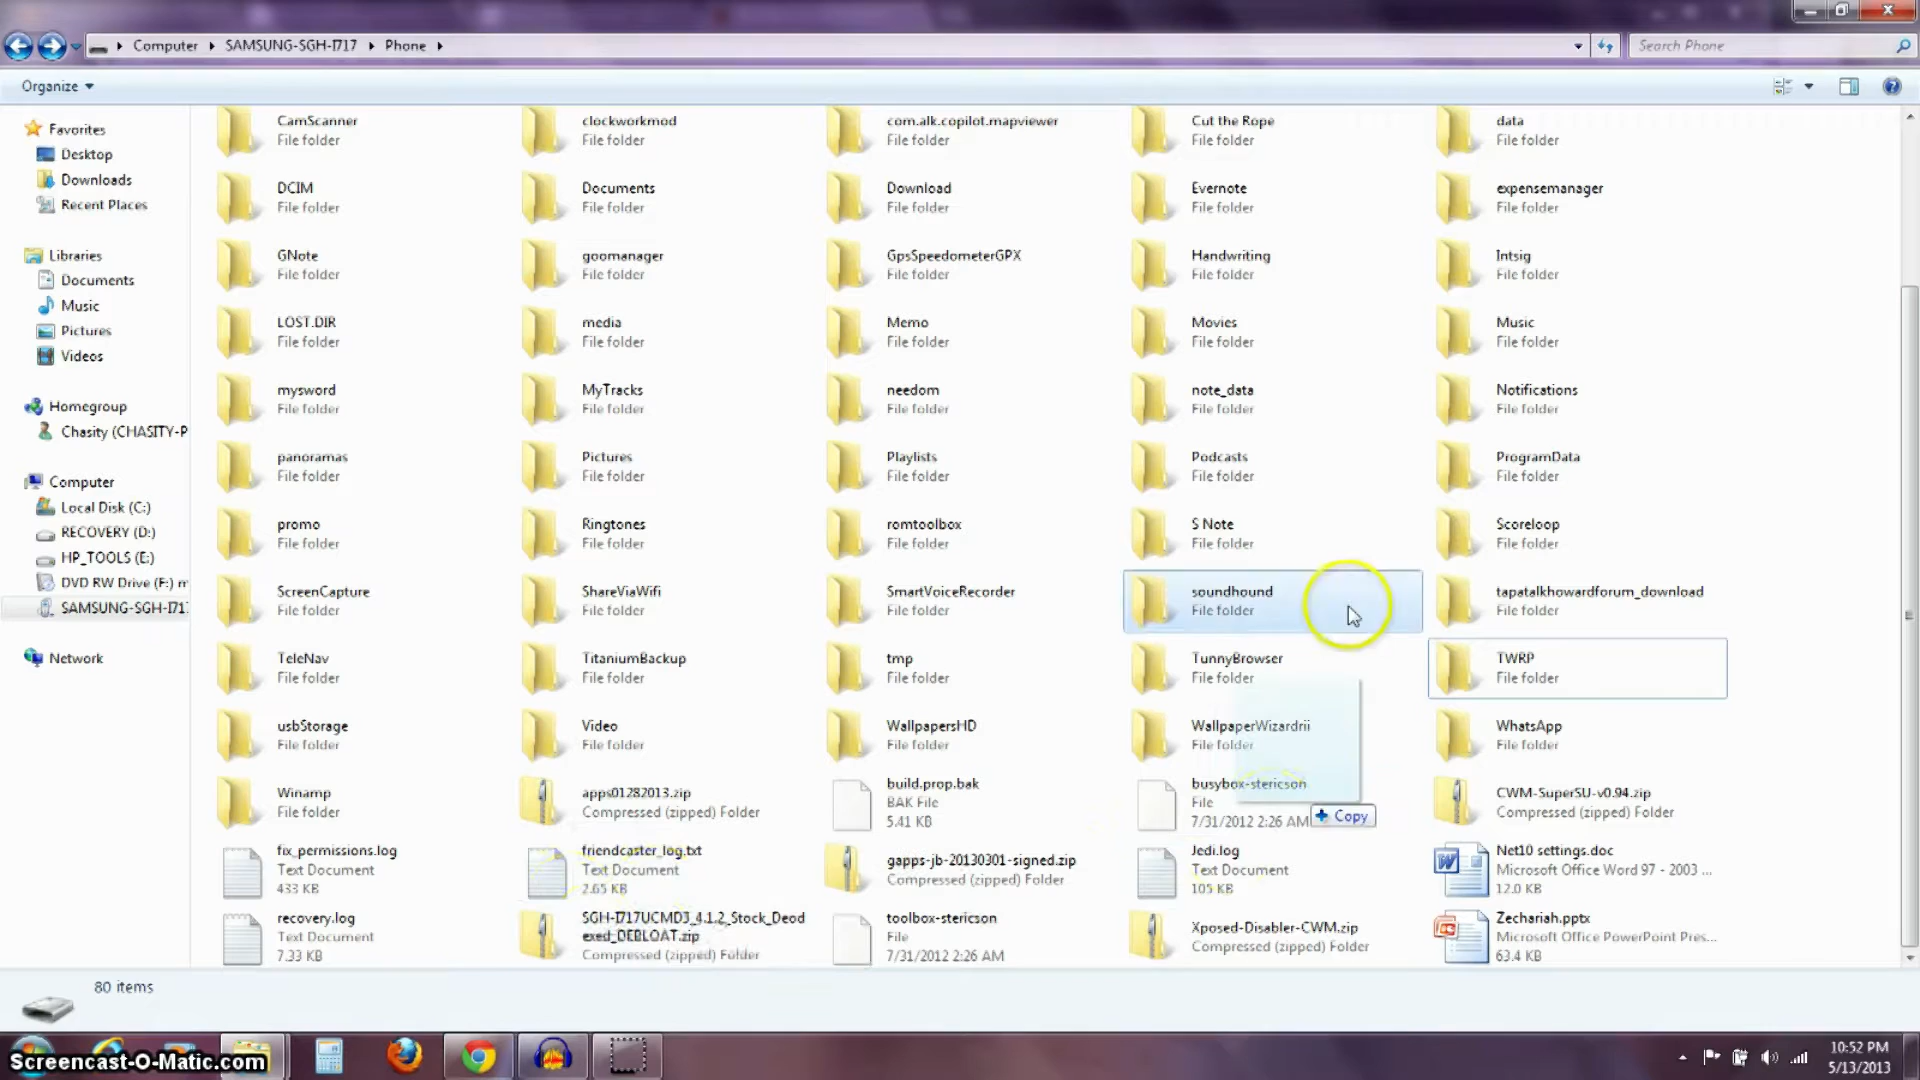 Computer SAMSUNG-SGH-I717 Phone
Search Phone
Organize
Favorites
Desktop
Downloads
Recent Places
Libraries
Documents
Music
Pictures
Videos
Homegroup
Chasity (CHASITY-P
Computer
Local Disk (C:)
RECOVERY (D:)
HP_TOOLS (E:)
DVD RW Drive (F:) m
SAMSUNG-SGH-I717
Network
CamScanner clockworkmod com.alk.copilot.mapviewer Cut the Rope data
File folder File folder File folder File folder File folder
DCIM Documents Download Evernote expensemanager
File folder File folder File folder File folder File folder
GNote goomanager GpsSpeedometerGPX Handwriting Intsig
File folder File folder File folder File folder File folder
LOST.DIR media Memo Movies Music
File folder File folder File folder File folder File folder
mysword MyTracks needom note_data Notifications
File folder File folder File folder File folder File folder
panoramas Pictures Playlists Podcasts ProgramData
File folder File folder File folder File folder File folder
promo Ringtones romtoolbox S Note Scoreloop
File folder File folder File folder File folder File folder
ScreenCapture ShareViaWifi SmartVoiceRecorder soundhound tapatalkhowardforum_download
File folder File folder File folder File folder File folder
TeleNav TitaniumBackup tmp TunnyBrowser TWRP
File folder File folder File folder File folder File folder
usbStorage Video WallpapersHD WallpaperWizardrii WhatsApp
File folder File folder File folder File folder File folder
Winamp
File folder
apps01282013.zip
Compressed (zipped) Folder
build.prop.bak
BAK File
5.41 KB
busybox-stericson
File
7/31/2012 2:26 AM
Copy
CWM-SuperSU-v0.94.zip
Compressed (zipped) Folder
fix_permissions.log
Text Document
433 KB
friendcaster_log.txt
Text Document
2.65 KB
gapps-jb-20130301-signed.zip
Compressed (zipped) Folder
Jedi.log
Text Document
105 KB
Net10 settings.doc
Microsoft Office Word 97 - 2003 ...
12.0 KB
recovery.log
Text Document
7.33 KB
SGH-I717UCMD3_4.1.2_Stock_Deod
exed_DEBLOAT.zip
Compressed (zipped) Folder
toolbox-stericson
File
7/31/2012 2:26 AM
Xposed-Disabler-CWM.zip
Compressed (zipped) Folder
Zechariah.pptx
Microsoft Office PowerPoint Pres...
63.4 KB
80 items
Screencast-O-Matic.com
10:52 PM
5/13/2013